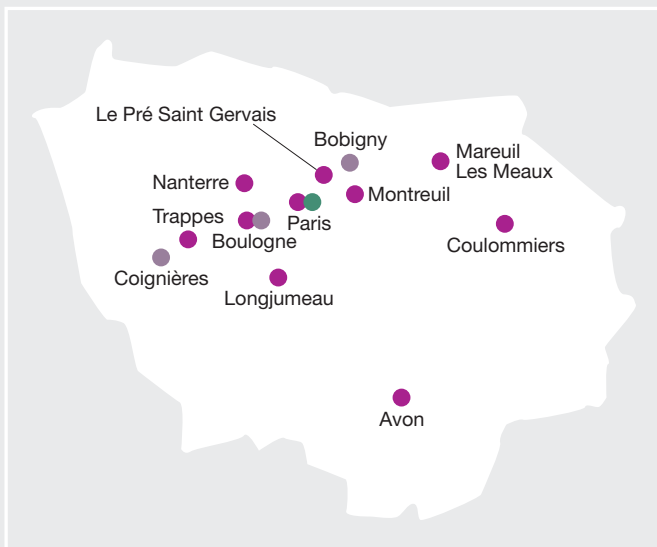 Le Pré Saint Gervais
Bobigny
Mareuil
Les Meaux
Nanterre
Montreuil
Trappes
Paris
Boulogne
Coulommiers
Coignières
Longjumeau
Avon